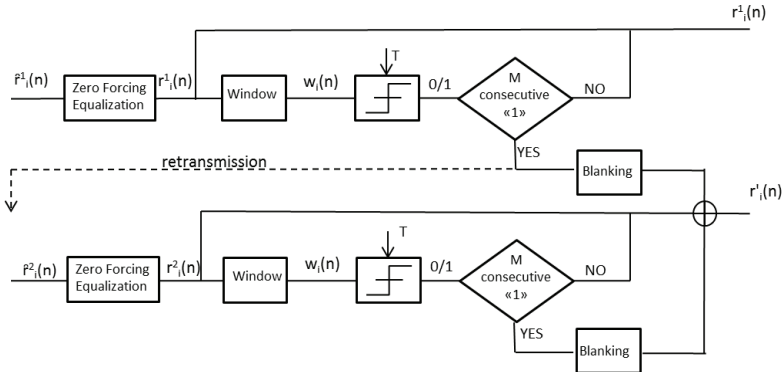 r¹ᵢ(n)
r̂¹ᵢ(n)
Zero Forcing
Equalization
r¹ᵢ(n)
Window
wᵢ(n)
T
0/1
M
consecutive
«1»
NO
YES
retransmission
Blanking
r'ᵢ(n)
r̂²ᵢ(n)
Zero Forcing
Equalization
r²ᵢ(n)
Window
wᵢ(n)
T
0/1
M
consecutive
«1»
NO
YES
Blanking